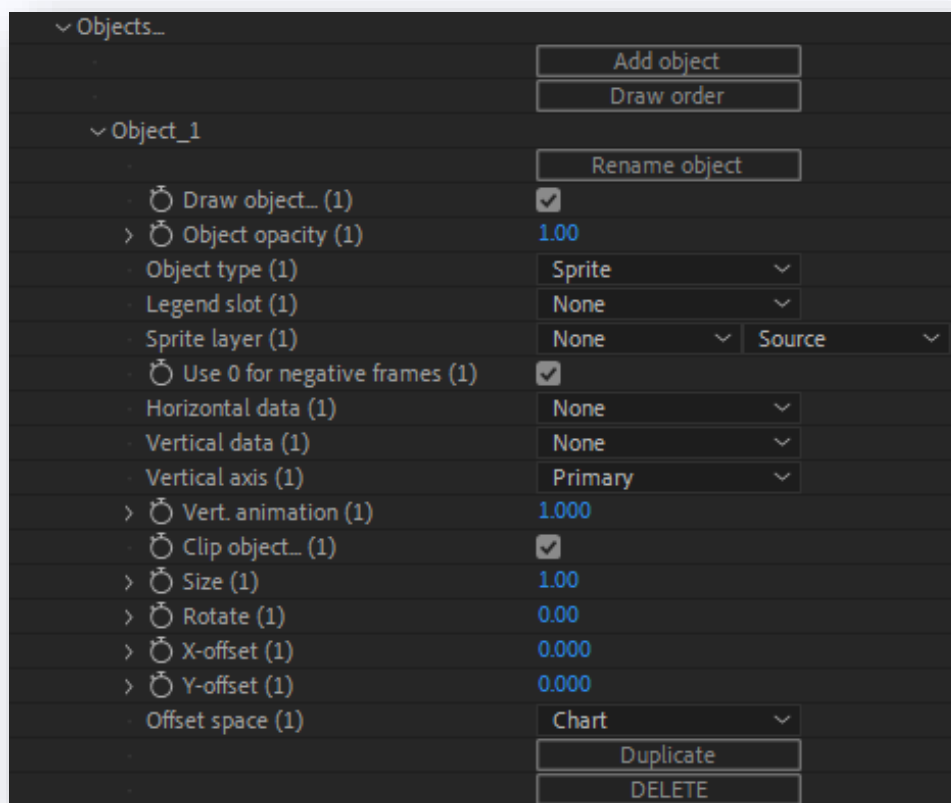 Objects...
Add object
Draw order
Object_1
Rename object
Draw object... (1)
Object opacity (1) 1.00
Object type (1) Sprite
Legend slot (1) None
Sprite layer (1) None Source
Use 0 for negative frames (1)
Horizontal data (1) None
Vertical data (1) None
Vertical axis (1) Primary
Vert. animation (1) 1.000
Clip object... (1)
Size (1) 1.00
Rotate (1) 0.00
X-offset (1) 0.000
Y-offset (1) 0.000
Offset space (1) Chart
Duplicate
DELETE